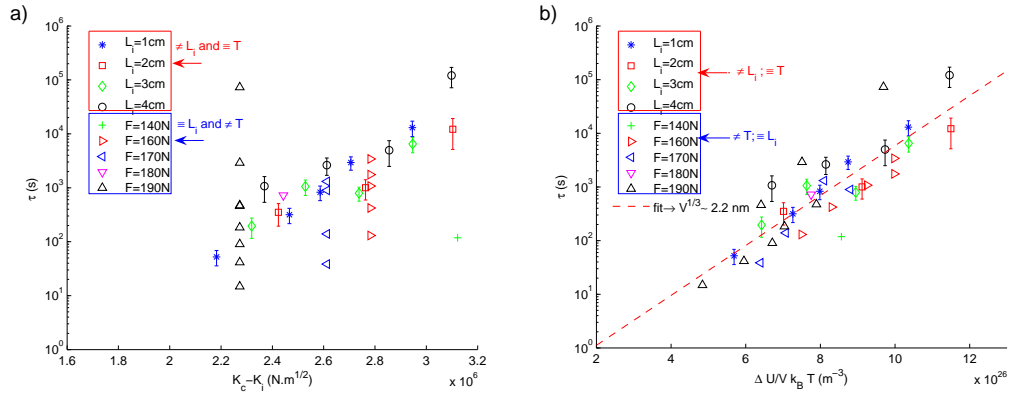 a)
10^6
10^5
10^4
10^3
10^2
10^1
10^0
τ (s)
L_i=1cm
L_i=2cm
L_i=3cm
L_i=4cm
≠ L_i and ≡ T
F=140N
F=160N
F=170N
F=180N
F=190N
≡ L_i and ≠ T
1.6 1.8 2 2.2 2.4 2.6 2.8 3 3.2
K_c−K_i (N.m^{1/2})
x 10^6
b)
10^6
10^5
10^4
10^3
10^2
10^1
10^0
τ (s)
L_i=1cm
L_i=2cm
L_i=3cm
L_i=4cm
≠ L_i ; ≡ T
F=140N
F=160N
F=170N
F=180N
F=190N
≠ T; ≡ L_i
fit→ V^{1/3}~ 2.2 nm
2 4 6 8 10 12
Δ U/V k_B T (m^{−3})
x 10^26